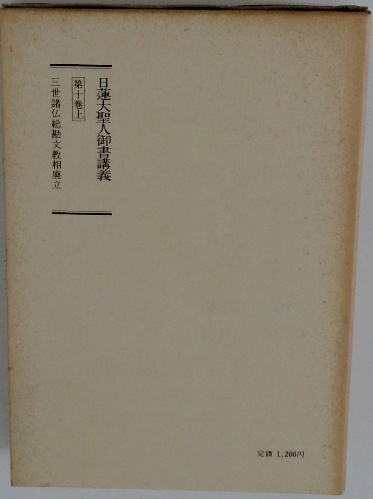 日蓮大聖人御書講義
第十巻上
三世諸仏総勘文教相廃立
定価 1,200円